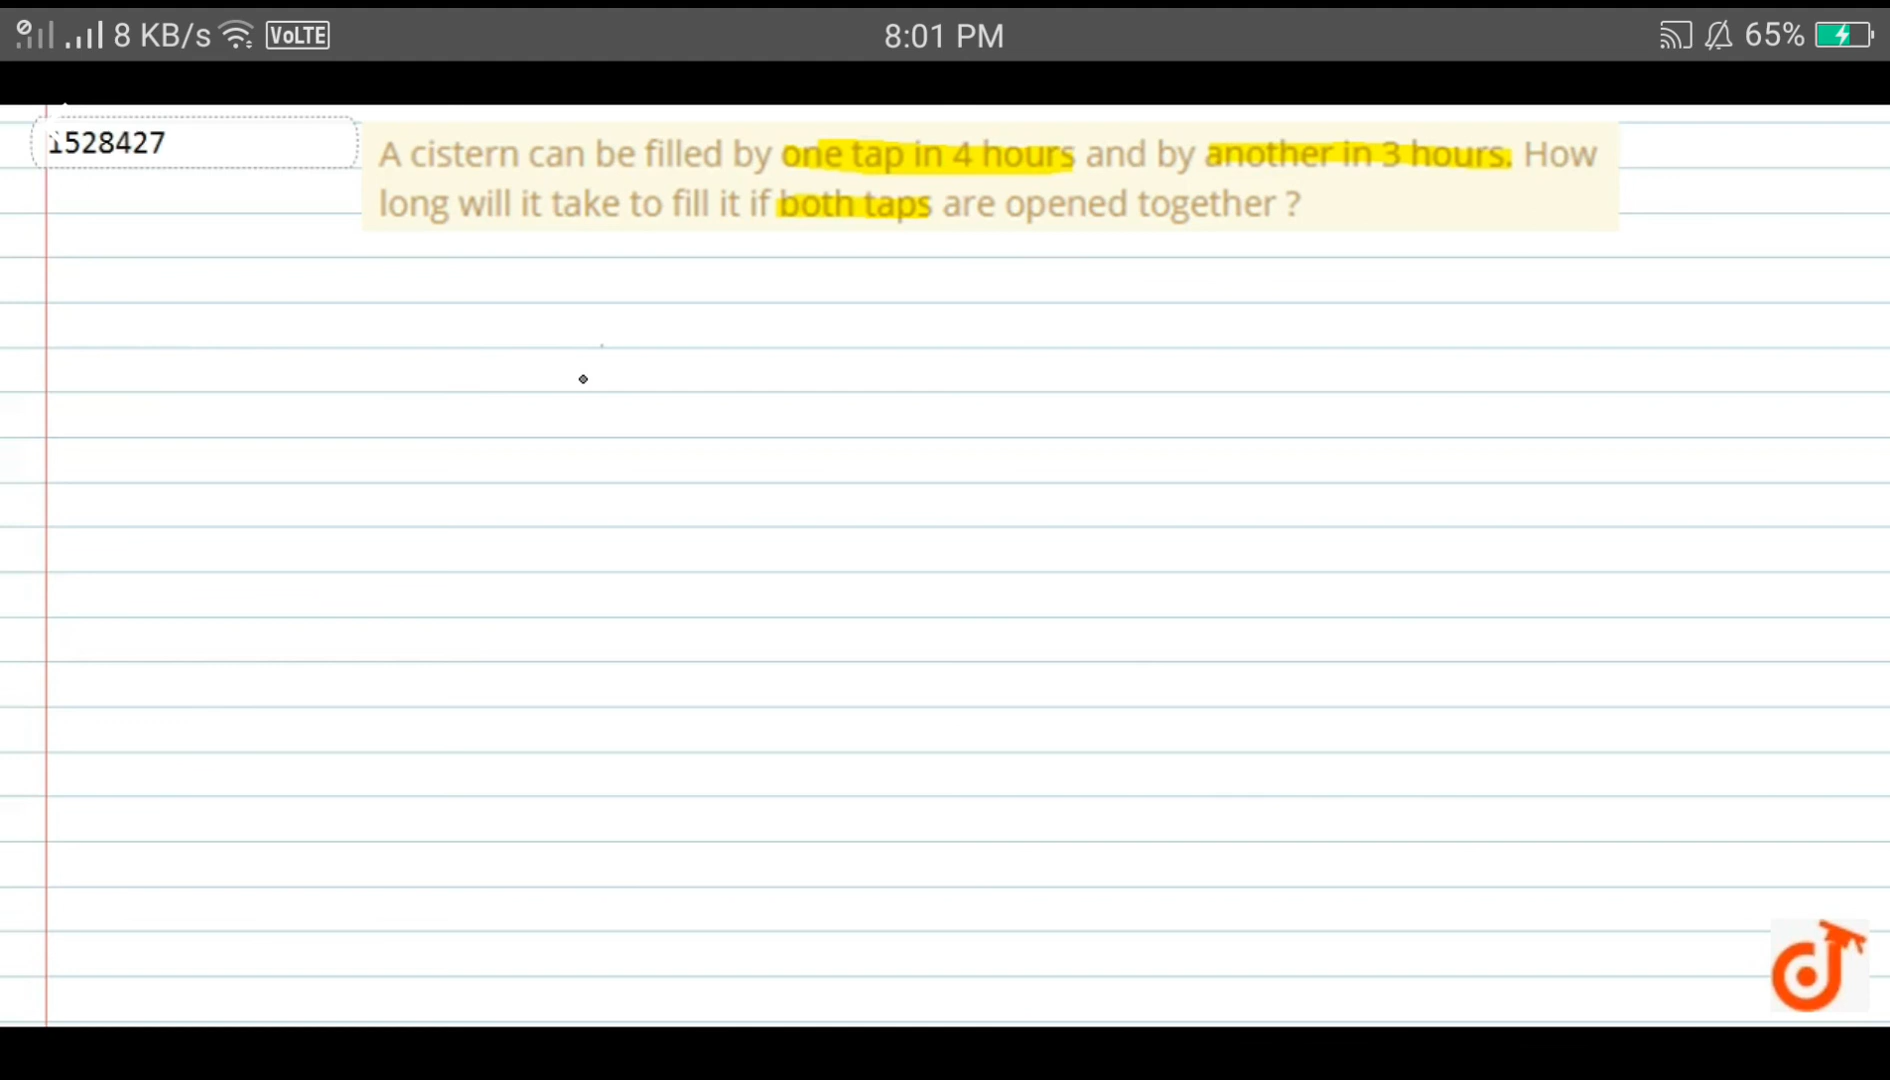 8 KB/s VoLTE 8:01 PM 65%
1528427
A cistern can be filled by one tap in 4 hours and by another in 3 hours. How
long will it take to fill it if both taps are opened together ?